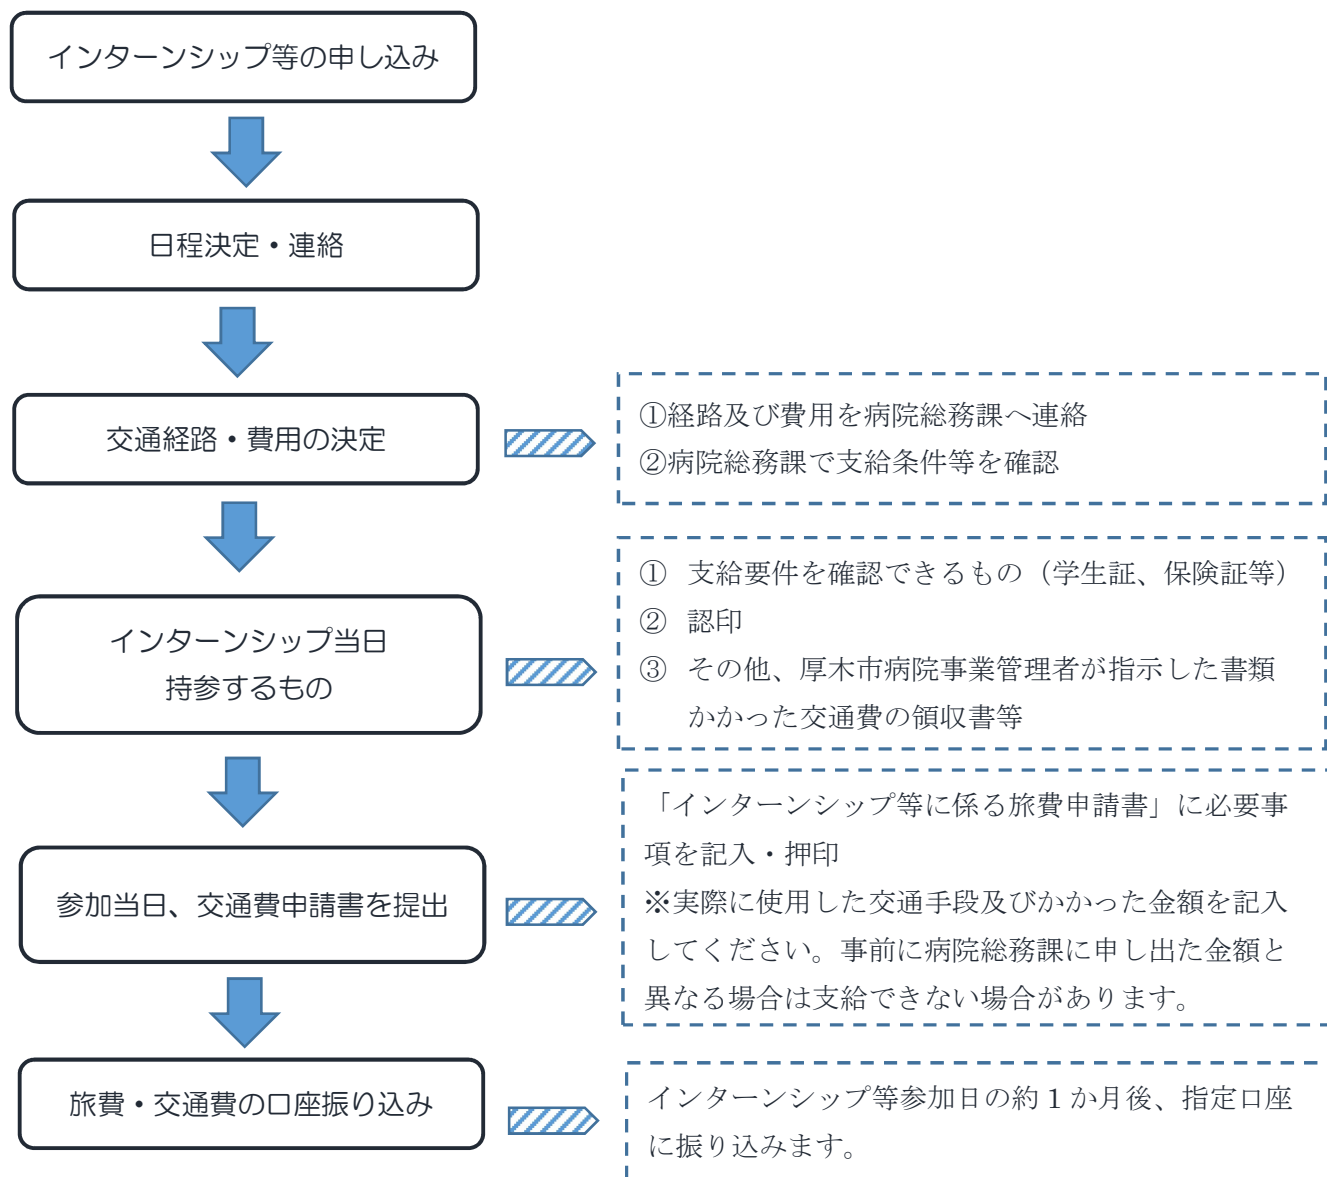 インターンシップ等の申し込み
日程決定・連絡
交通経路・費用の決定
①経路及び費用を病院総務課へ連絡
②病院総務課で支給条件等を確認
インターンシップ当日
持参するもの
① 支給要件を確認できるもの（学生証、保険証等）
② 認印
③ その他、厚木市病院事業管理者が指示した書類
かかった交通費の領収書等
参加当日、交通費申請書を提出
「インターンシップ等に係る旅費申請書」に必要事
項を記入・押印
※実際に使用した交通手段及びかかった金額を記入
してください。事前に病院総務課に申し出た金額と
異なる場合は支給できない場合があります。
旅費・交通費の口座振り込み
インターンシップ等参加日の約１か月後、指定口座
に振り込みます。